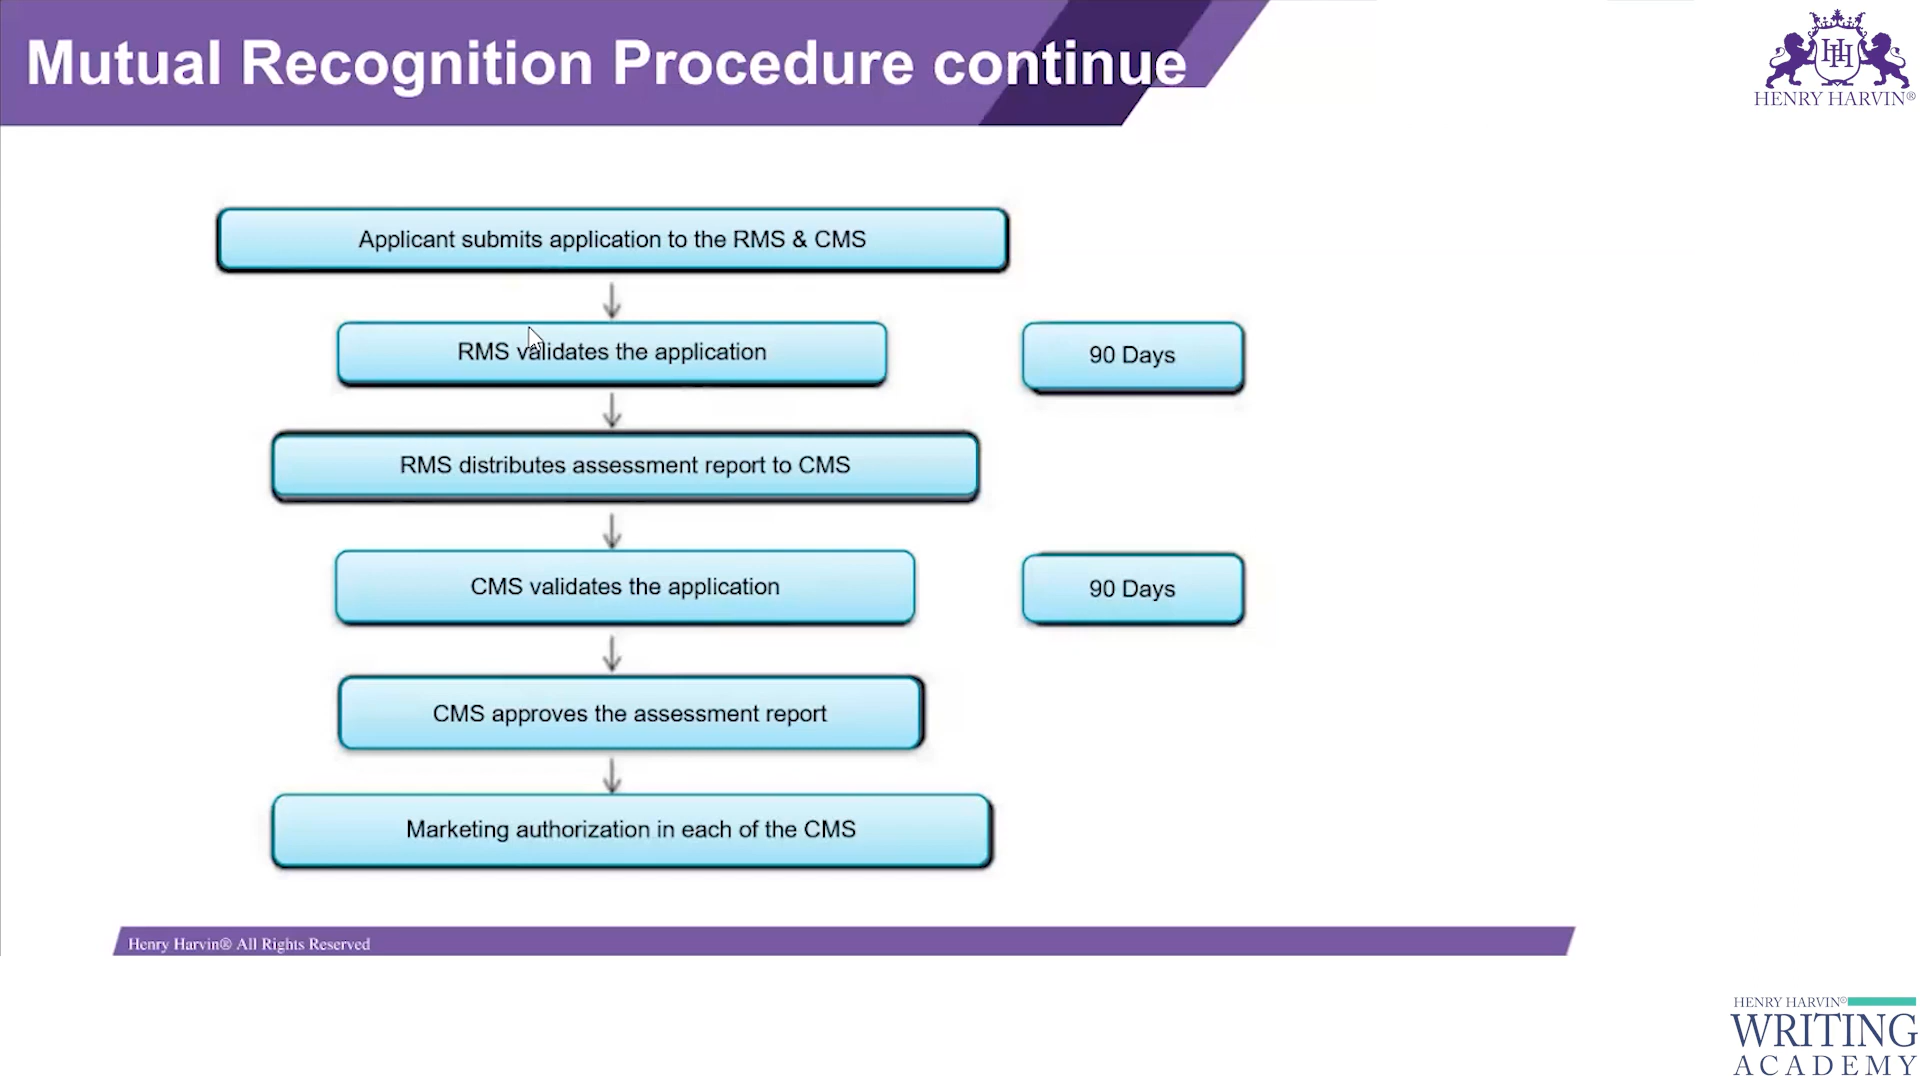 Mutual Recognition Procedure continue
HENRY HARVIN®
Applicant submits application to the RMS & CMS
RMS validates the application
90 Days
RMS distributes assessment report to CMS
CMS validates the application
90 Days
CMS approves the assessment report
Marketing authorization in each of the CMS
Henry Harvin® All Rights Reserved
HENRY HARVIN®
WRITING
ACADEMY